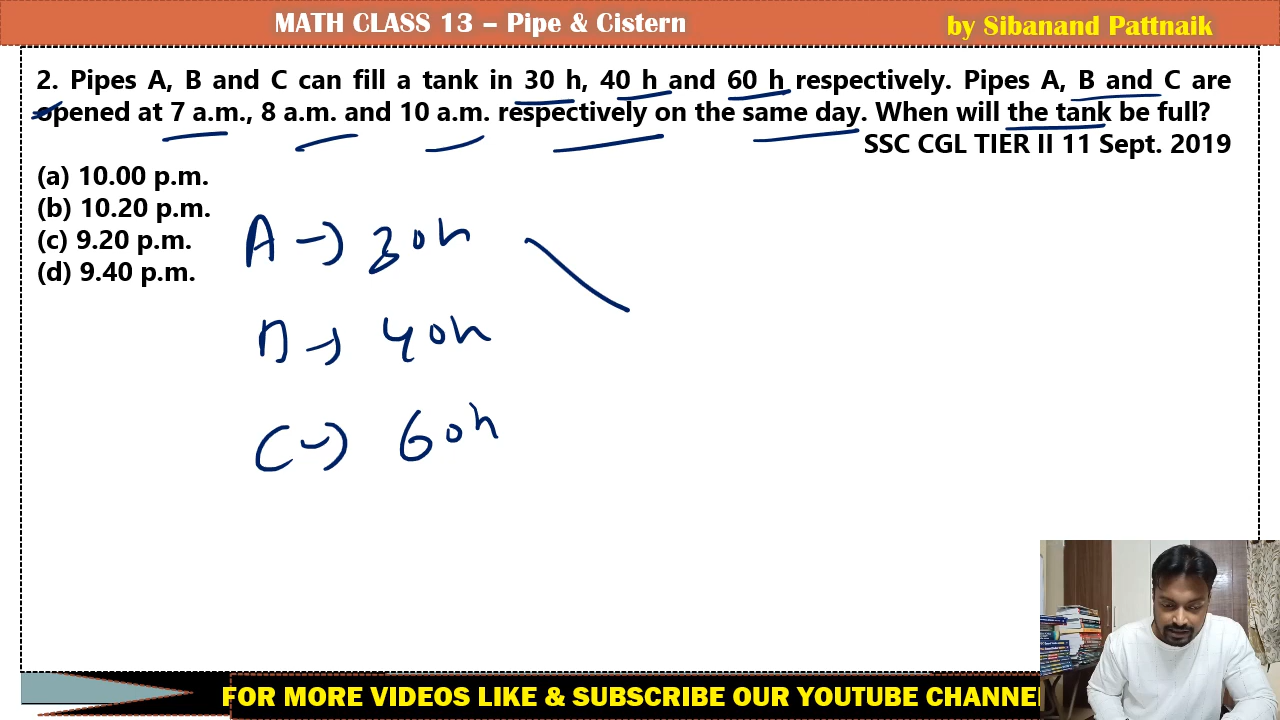 MATH CLASS 13 – Pipe & Cistern
by Sibanand Pattnaik
2. Pipes A, B and C can fill a tank in 30 h, 40 h and 60 h respectively. Pipes A, B and C are
opened at 7 a.m., 8 a.m. and 10 a.m. respectively on the same day. When will the tank be full?
SSC CGL TIER II 11 Sept. 2019
(a) 10.00 p.m.
(b) 10.20 p.m.
(c) 9.20 p.m.
(d) 9.40 p.m.
A → 30h
B → 40h
C → 60h
FOR MORE VIDEOS LIKE & SUBSCRIBE OUR YOUTUBE CHANNEL